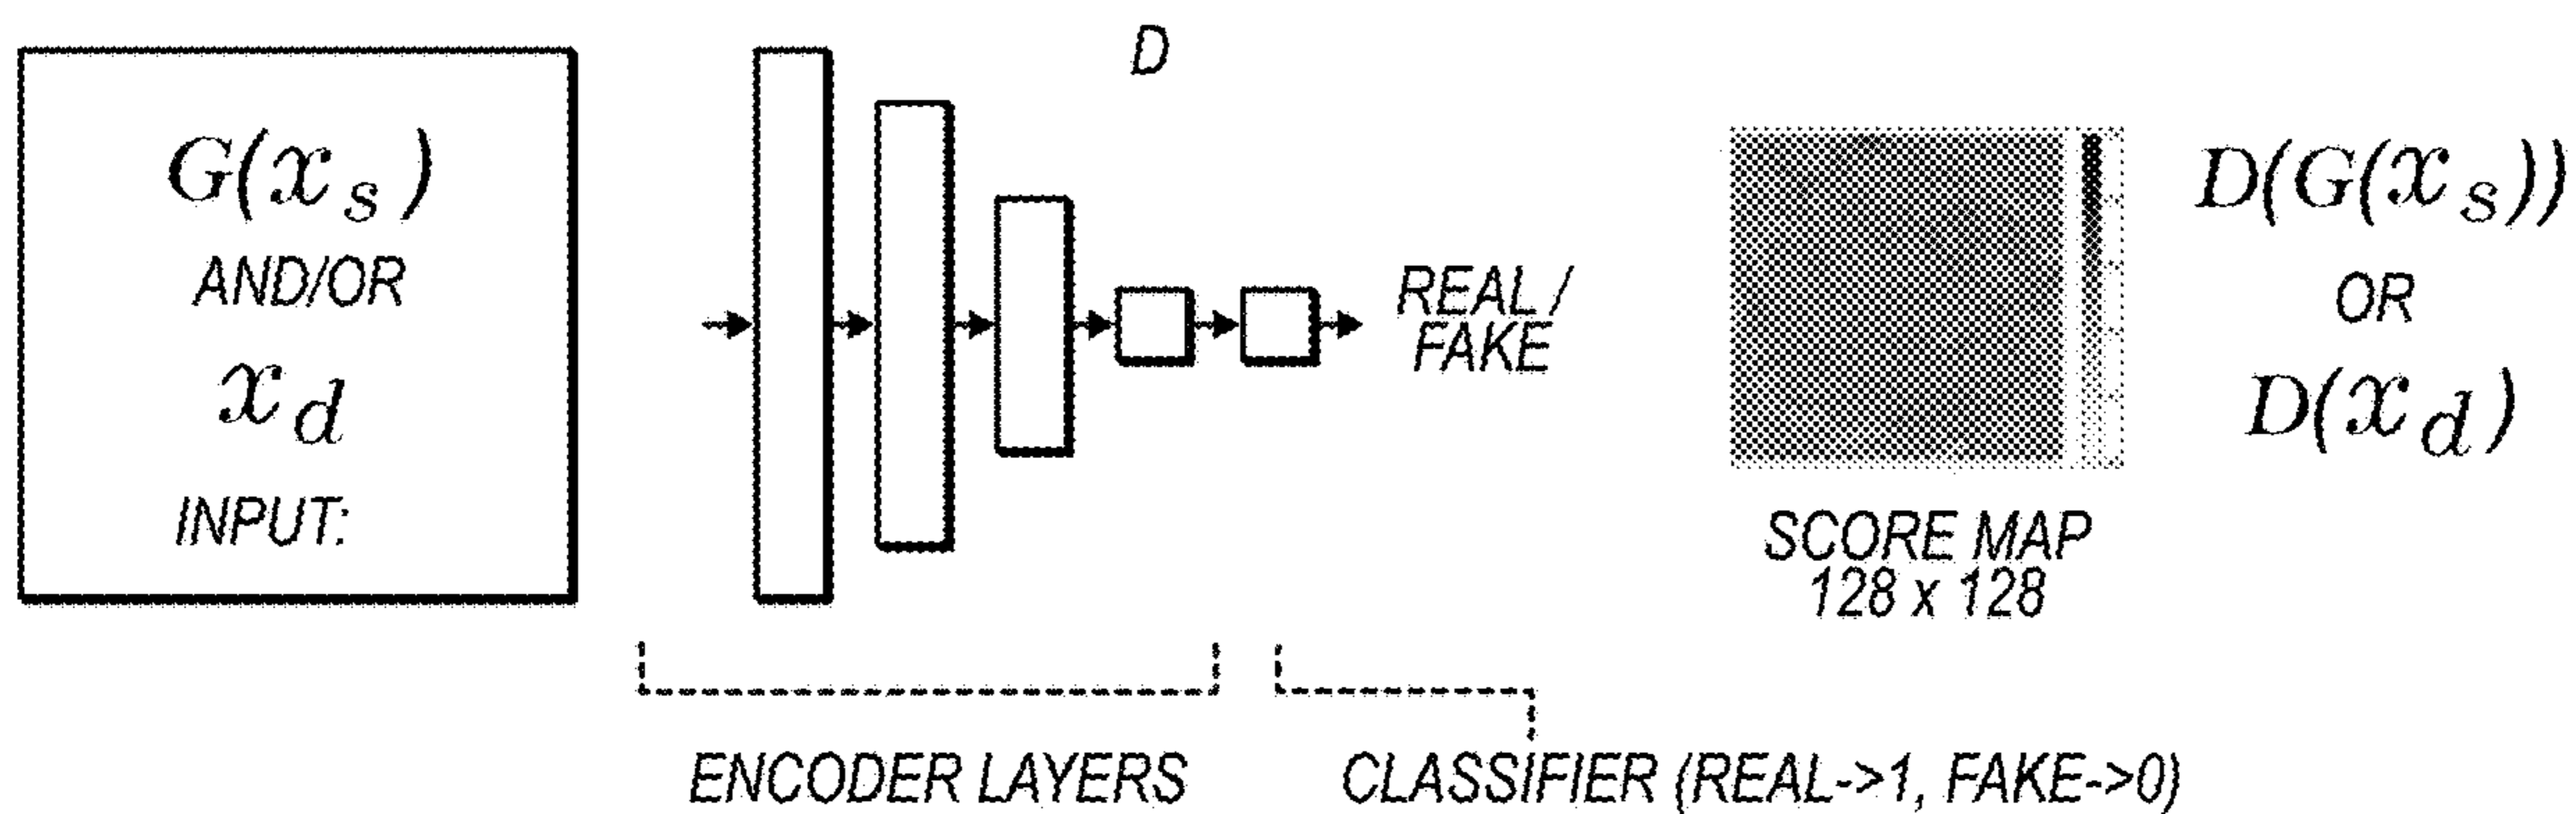 D
G(x_s)
AND/OR
x_d
INPUT:
REAL /
FAKE
SCORE MAP
128 x 128
D(G(x_s))
OR
D(x_d)
ENCODER LAYERS
CLASSIFIER (REAL->1, FAKE->0)